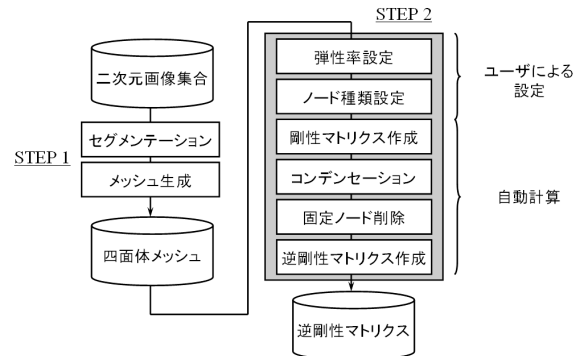 STEP 1
二次元画像集合
セグメンテーション
メッシュ生成
四面体メッシュ
STEP 2
弾性率設定
ノード種類設定
剛性マトリクス作成
コンデンセーション
固定ノード削除
逆剛性マトリクス作成
逆剛性マトリクス
ユーザによる
設定
自動計算